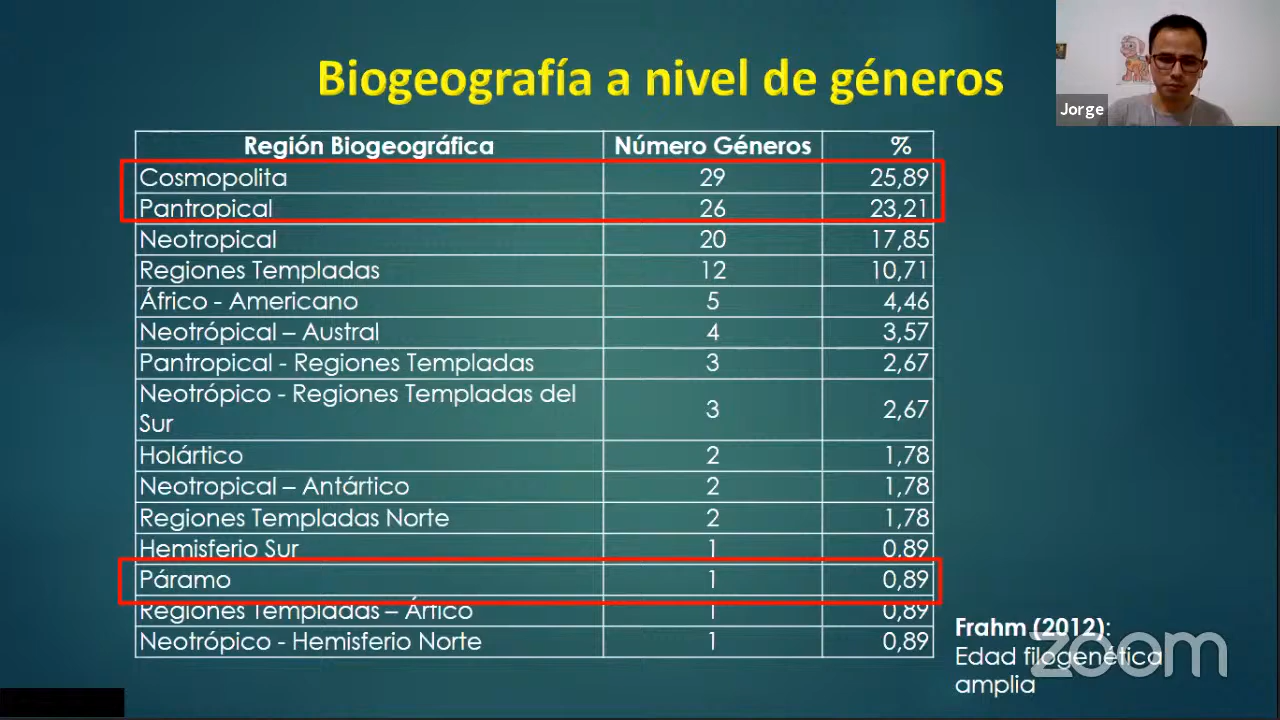 Biogeografía a nivel de géneros
Jorge
Región Biogeográfica Número Géneros %
Cosmopolita 29 25,89
Pantropical 26 23,21
Neotropical 20 17,85
Regiones Templadas 12 10,71
Áfrico - Americano 5 4,46
Neotrópical – Austral 4 3,57
Pantropical - Regiones Templadas 3 2,67
Neotrópico - Regiones Templadas del
Sur 3 2,67
Holártico 2 1,78
Neotropical – Antártico 2 1,78
Regiones Templadas Norte 2 1,78
Hemisferio Sur 1 0,89
Páramo 1 0,89
Regiones Templadas – Ártico 1 0,89
Neotrópico - Hemisferio Norte 1 0,89
Frahm (2012):
Edad filogenética
amplia
zoom